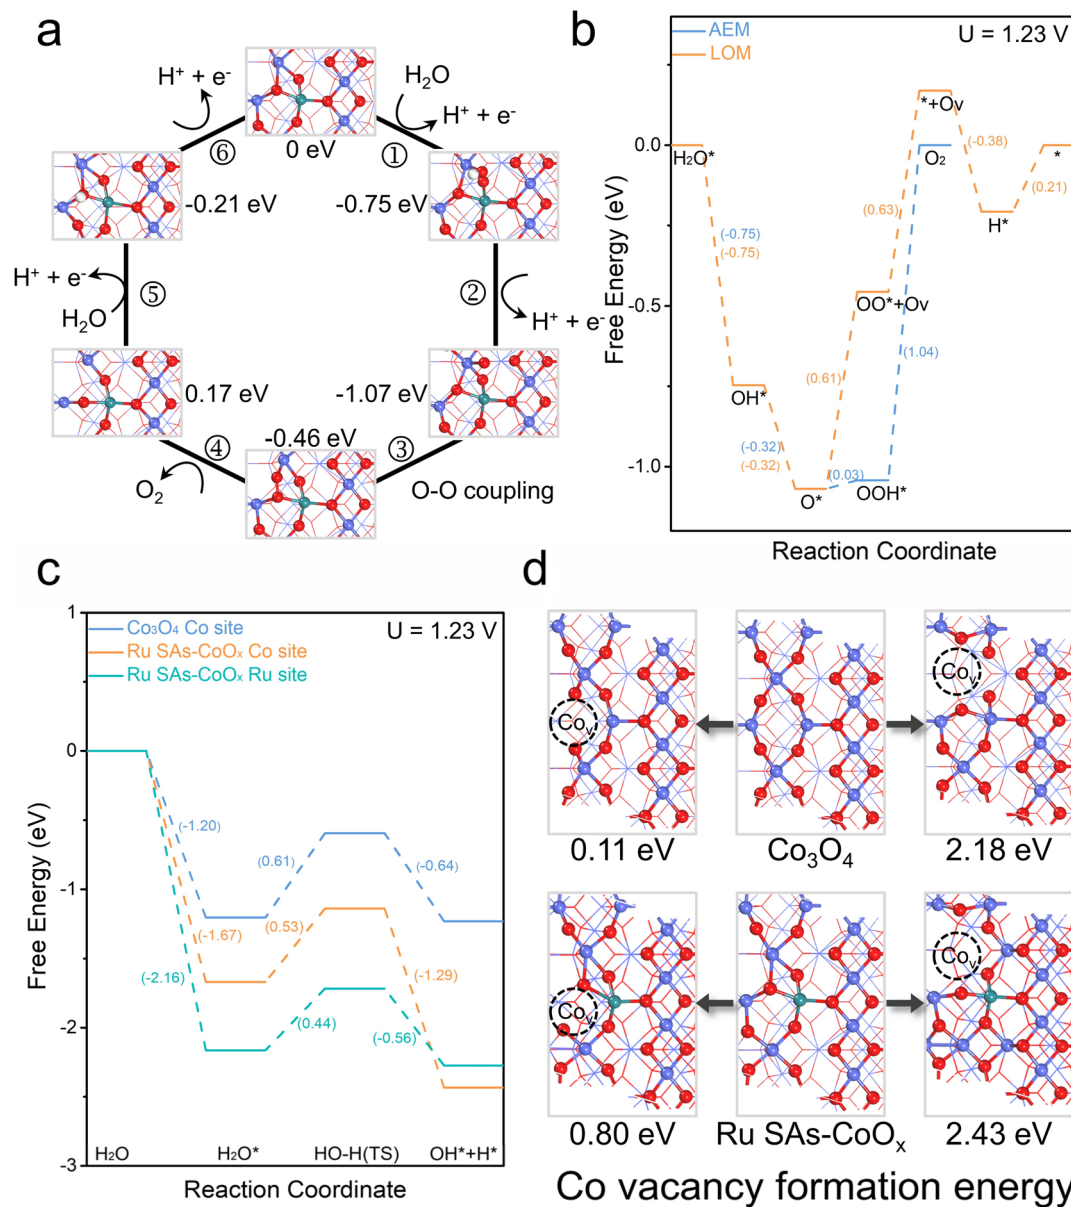 a
H⁺ + e⁻
H₂O
H⁺ + e⁻
0 eV
⑥
①
-0.21 eV
-0.75 eV
H⁺ + e⁻
⑤
②
H₂O
H⁺ + e⁻
0.17 eV
-1.07 eV
-0.46 eV
④
③
O₂
O-O coupling
b
AEM
LOM
U = 1.23 V
Free Energy (eV)
0.0
-0.5
-1.0
H₂O*
(-0.75)
(-0.75)
OH*
(-0.32)
(-0.32)
O*
(0.03)
OOH*
(0.61)
OO*+Ov
(0.63)
(1.04)
*+Ov
O₂
(-0.38)
H*
(0.21)
*
Reaction Coordinate
c
Co₃O₄ Co site
Ru SAs-CoOₓ Co site
Ru SAs-CoOₓ Ru site
U = 1.23 V
Free Energy (eV)
1
0
-1
-2
-3
(-1.20)
(0.61)
(-0.64)
(-1.67)
(0.53)
(-1.29)
(-2.16)
(0.44)
(-0.56)
H₂O
H₂O*
HO-H(TS)
OH*+H*
Reaction Coordinate
d
Coᵥ
Coᵥ
0.11 eV
Co₃O₄
2.18 eV
Coᵥ
Coᵥ
0.80 eV
Ru SAs-CoOₓ
2.43 eV
Co vacancy formation energy